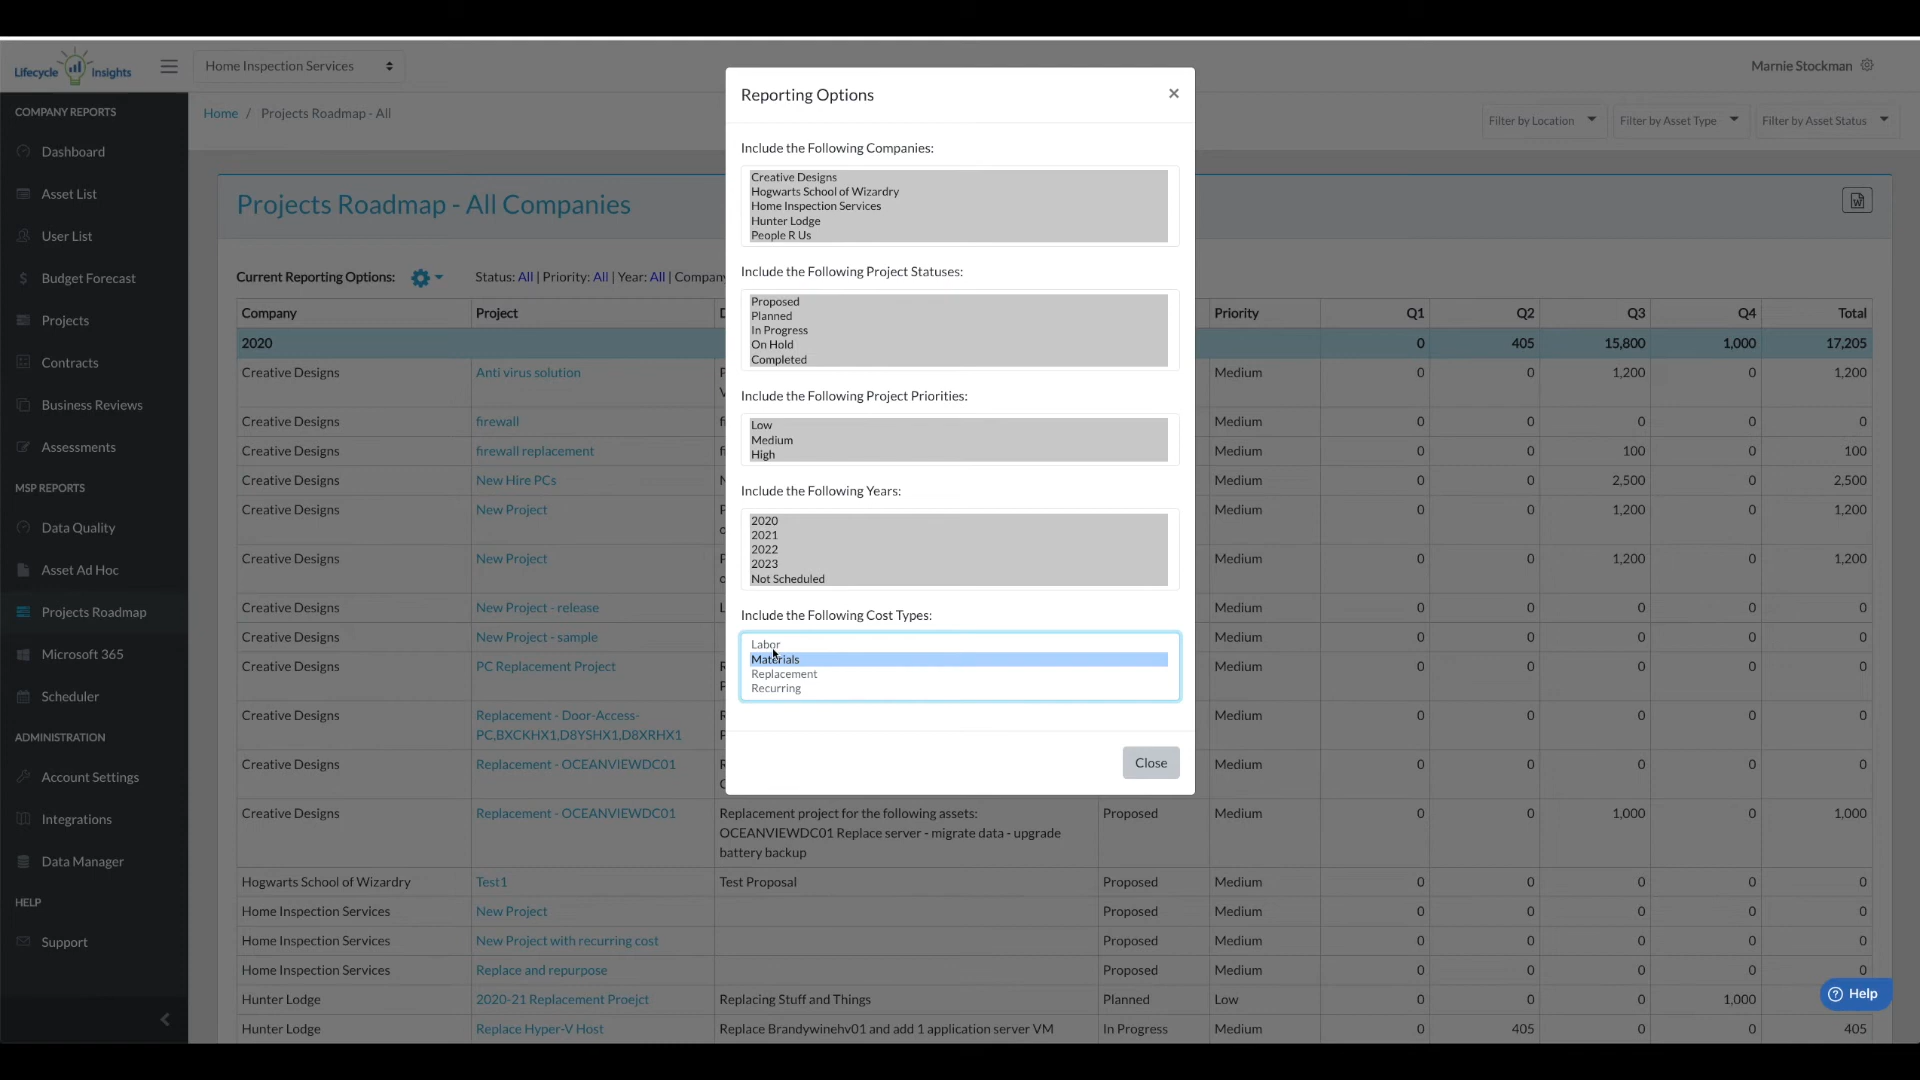 Lifecycle Insights
Home Inspection Services
Marnie Stockman
COMPANY REPORTS
Dashboard
Asset List
User List
Budget Forecast
Projects
Contracts
Business Reviews
Assessments
MSP REPORTS
Data Quality
Asset Ad Hoc
Projects Roadmap
Microsoft 365
Scheduler
ADMINISTRATION
Account Settings
Integrations
Data Manager
HELP
Support
Home / Projects Roadmap - All
Filter by Location
Filter by Asset Type
Filter by Asset Status
Projects Roadmap - All Companies
Current Reporting Options:
Status: All | Priority: All | Year: All | Company
Reporting Options
×
Include the Following Companies:
Creative Designs
Hogwarts School of Wizardry
Home Inspection Services
Hunter Lodge
People R Us
Include the Following Project Statuses:
Proposed
Planned
In Progress
On Hold
Completed
Include the Following Project Priorities:
Low
Medium
High
Include the Following Years:
2020
2021
2022
2023
Not Scheduled
Include the Following Cost Types:
Labor
Materials
Replacement
Recurring
Close
Company Project D Priority Q1 Q2 Q3 Q4 Total
2020 0 405 15,800 1,000 17,205
Creative Designs Anti virus solution Medium 0 0 1,200 0 1,200
Creative Designs firewall Medium 0 0 0 0 0
Creative Designs firewall replacement Medium 0 0 100 0 100
Creative Designs New Hire PCs Medium 0 0 2,500 0 2,500
Creative Designs New Project Medium 0 0 1,200 0 1,200
Creative Designs New Project Medium 0 0 1,200 0 1,200
Creative Designs New Project - release Medium 0 0 0 0 0
Creative Designs New Project - sample Medium 0 0 0 0 0
Creative Designs PC Replacement Project Medium 0 0 0 0 0
Creative Designs Replacement - Door-Access- Medium 0 0 0 0 0
PC,BXCKHX1,D8YSHX1,D8XRHX1
Creative Designs Replacement - OCEANVIEWDC01 Medium 0 0 0 0 0
Creative Designs Replacement - OCEANVIEWDC01 Replacement project for the following assets: Proposed Medium 0 0 1,000 0 1,000
OCEANVIEWDC01 Replace server - migrate data - upgrade
battery backup
Hogwarts School of Wizardry Test1 Test Proposal Proposed Medium 0 0 0 0 0
Home Inspection Services New Project Proposed Medium 0 0 0 0 0
Home Inspection Services New Project with recurring cost Proposed Medium 0 0 0 0 0
Home Inspection Services Replace and repurpose Proposed Medium 0 0 0 0 0
Hunter Lodge 2020-21 Replacement Proejct Replacing Stuff and Things Planned Low 0 0 0 1,000
Hunter Lodge Replace Hyper-V Host Replace Brandywinehv01 and add 1 application server VM In Progress Medium 0 405 0 0 405
Help